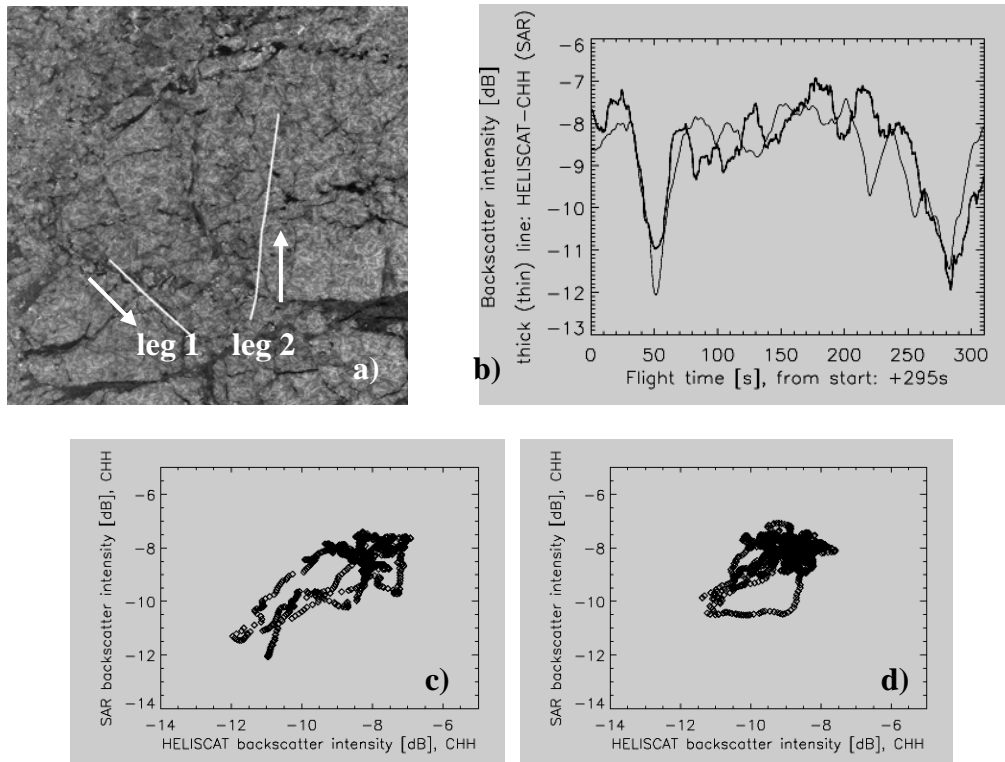 leg 1
leg 2
a)
b)
Backscatter intensity [dB]
thick (thin) line: HELISCAT-CHH (SAR)
-6
-7
-8
-9
-10
-11
-12
-13
0 50 100 150 200 250 300
Flight time [s], from start: +295s
SAR backscatter intensity [dB], CHH
-6
-8
-10
-12
-14
c)
-14 -12 -10 -8 -6
HELISCAT backscatter intensity [dB], CHH
SAR backscatter intensity [dB], CHH
-6
-8
-10
-12
-14
d)
-14 -12 -10 -8 -6
HELISCAT backscatter intensity [dB], CHH